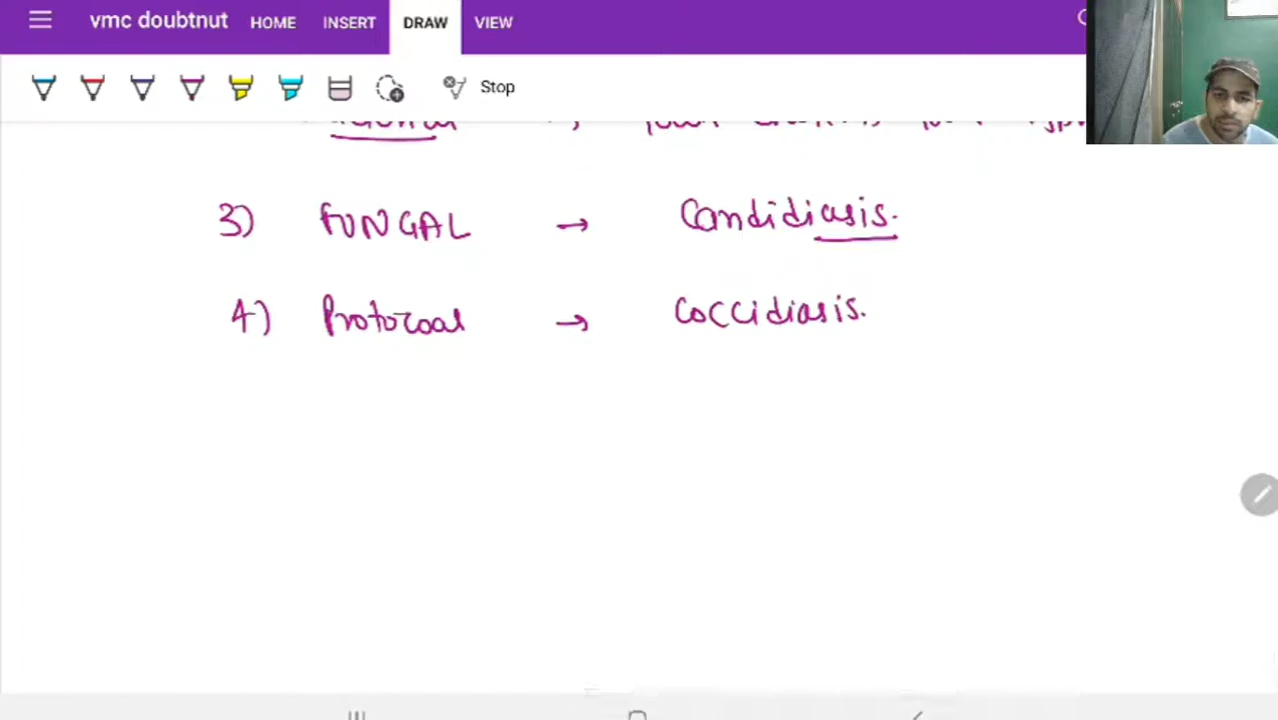 vmc doubtnut HOME INSERT DRAW VIEW
Stop
3) FUNGAL → Candidiasis.
4) Protozoal → Coccidiasis.